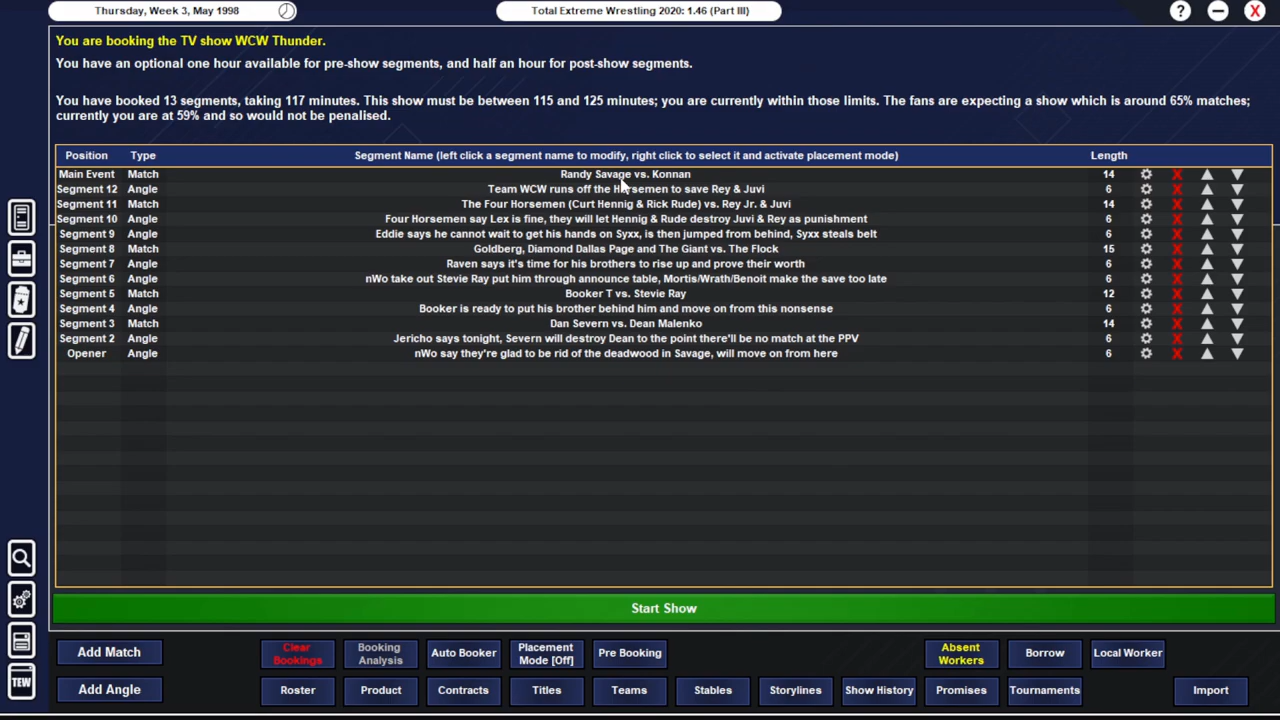 Thursday, Week 3, May 1998
Total Extreme Wrestling 2020: 1.46 (Part III)
?
X
You are booking the TV show WCW Thunder.
You have an optional one hour available for pre-show segments, and half an hour for post-show segments.
You have booked 13 segments, taking 117 minutes. This show must be between 115 and 125 minutes; you are currently within those limits. The fans are expecting a show which is around 65% matches;
currently you are at 59% and so would not be penalised.
Position Type Segment Name (left click a segment name to modify, right click to select it and activate placement mode) Length
Main Event Match Randy Savage vs. Konnan 14 X
Segment 12 Angle Team WCW runs off the Horsemen to save Rey & Juvi 6 X
Segment 11 Match The Four Horsemen (Curt Hennig & Rick Rude) vs. Rey Jr. & Juvi 14 X
Segment 10 Angle Four Horsemen say Lex is fine, they will let Hennig & Rude destroy Juvi & Rey as punishment 6 X
Segment 9 Angle Eddie says he cannot wait to get his hands on Syxx, is then jumped from behind, Syxx steals belt 6 X
Segment 8 Match Goldberg, Diamond Dallas Page and The Giant vs. The Flock 15 X
Segment 7 Angle Raven says it's time for his brothers to rise up and prove their worth 6 X
Segment 6 Angle nWo take out Stevie Ray put him through announce table, Mortis/Wrath/Benoit make the save too late 6 X
Segment 5 Match Booker T vs. Stevie Ray 12 X
Segment 4 Angle Booker is ready to put his brother behind him and move on from this nonsense 6 X
Segment 3 Match Dan Severn vs. Dean Malenko 14 X
Segment 2 Angle Jericho says tonight, Severn will destroy Dean to the point there'll be no match at the PPV 6 X
Opener Angle nWo say they're glad to be rid of the deadwood in Savage, will move on from here 6 X
Start Show
Add Match Clear Bookings Booking Analysis Auto Booker Placement Mode [Off] Pre Booking Absent Workers Borrow Local Worker
TEW
Add Angle Roster Product Contracts Titles Teams Stables Storylines Show History Promises Tournaments Import